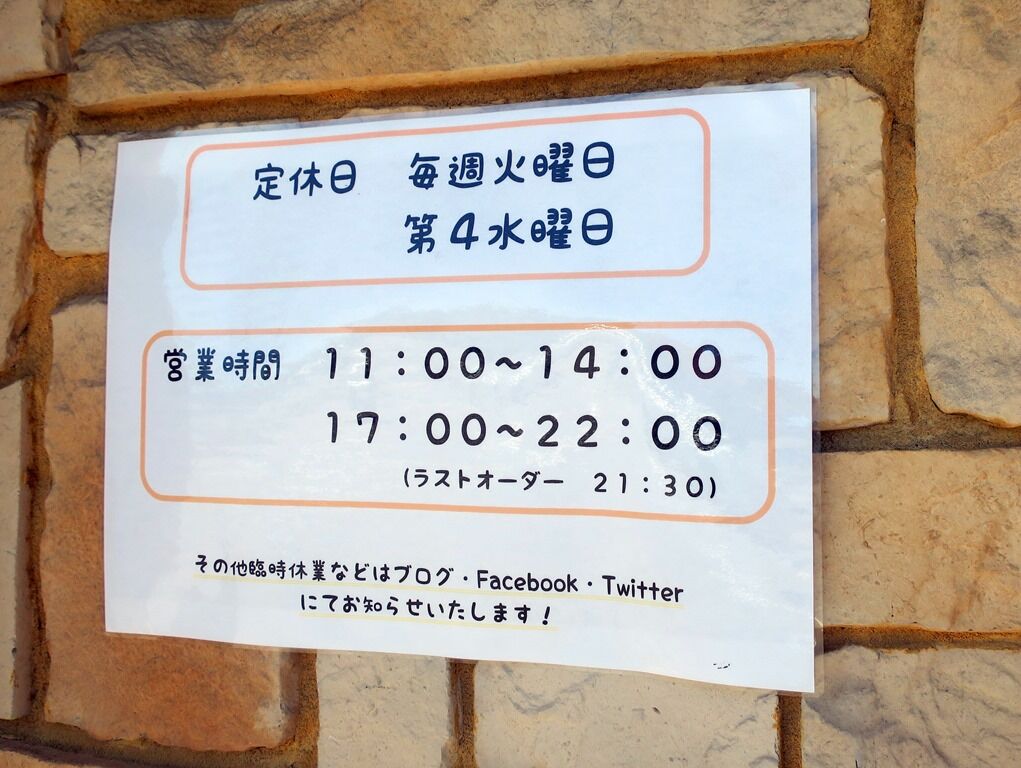 定休日　毎週火曜日
第４水曜日
営業時間　１１：００～１４：００
１７：００～２２：００
(ラストオーダー　２１：３０)
その他臨時休業などはブログ・Facebook・Twitter
にてお知らせいたします！